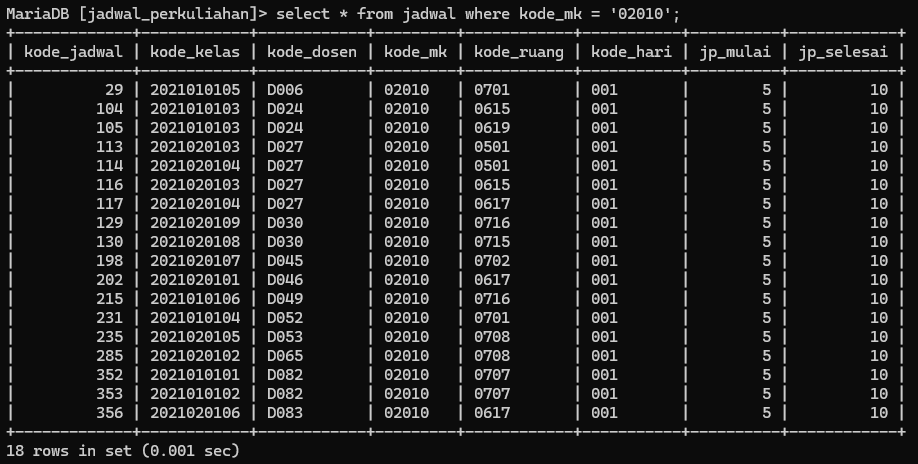 MariaDB [jadwal_perkuliahan]> select * from jadwal where kode_mk = '02010';
+-------------+------------+------------+---------+------------+-----------+----------+------------+
| kode_jadwal | kode_kelas | kode_dosen | kode_mk | kode_ruang | kode_hari | jp_mulai | jp_selesai |
+-------------+------------+------------+---------+------------+-----------+----------+------------+
|          29 | 2021010105 | D006       | 02010   | 0701       | 001       |        5 |         10 |
|         104 | 2021010103 | D024       | 02010   | 0615       | 001       |        5 |         10 |
|         105 | 2021010103 | D024       | 02010   | 0619       | 001       |        5 |         10 |
|         113 | 2021020103 | D027       | 02010   | 0501       | 001       |        5 |         10 |
|         114 | 2021020104 | D027       | 02010   | 0501       | 001       |        5 |         10 |
|         116 | 2021020103 | D027       | 02010   | 0615       | 001       |        5 |         10 |
|         117 | 2021020104 | D027       | 02010   | 0617       | 001       |        5 |         10 |
|         129 | 2021020109 | D030       | 02010   | 0716       | 001       |        5 |         10 |
|         130 | 2021020108 | D030       | 02010   | 0715       | 001       |        5 |         10 |
|         198 | 2021020107 | D045       | 02010   | 0702       | 001       |        5 |         10 |
|         202 | 2021020101 | D046       | 02010   | 0617       | 001       |        5 |         10 |
|         215 | 2021010106 | D049       | 02010   | 0716       | 001       |        5 |         10 |
|         231 | 2021010104 | D052       | 02010   | 0701       | 001       |        5 |         10 |
|         235 | 2021020105 | D053       | 02010   | 0708       | 001       |        5 |         10 |
|         285 | 2021020102 | D065       | 02010   | 0708       | 001       |        5 |         10 |
|         352 | 2021010101 | D082       | 02010   | 0707       | 001       |        5 |         10 |
|         353 | 2021010102 | D082       | 02010   | 0707       | 001       |        5 |         10 |
|         356 | 2021020106 | D083       | 02010   | 0617       | 001       |        5 |         10 |
+-------------+------------+------------+---------+------------+-----------+----------+------------+
18 rows in set (0.001 sec)